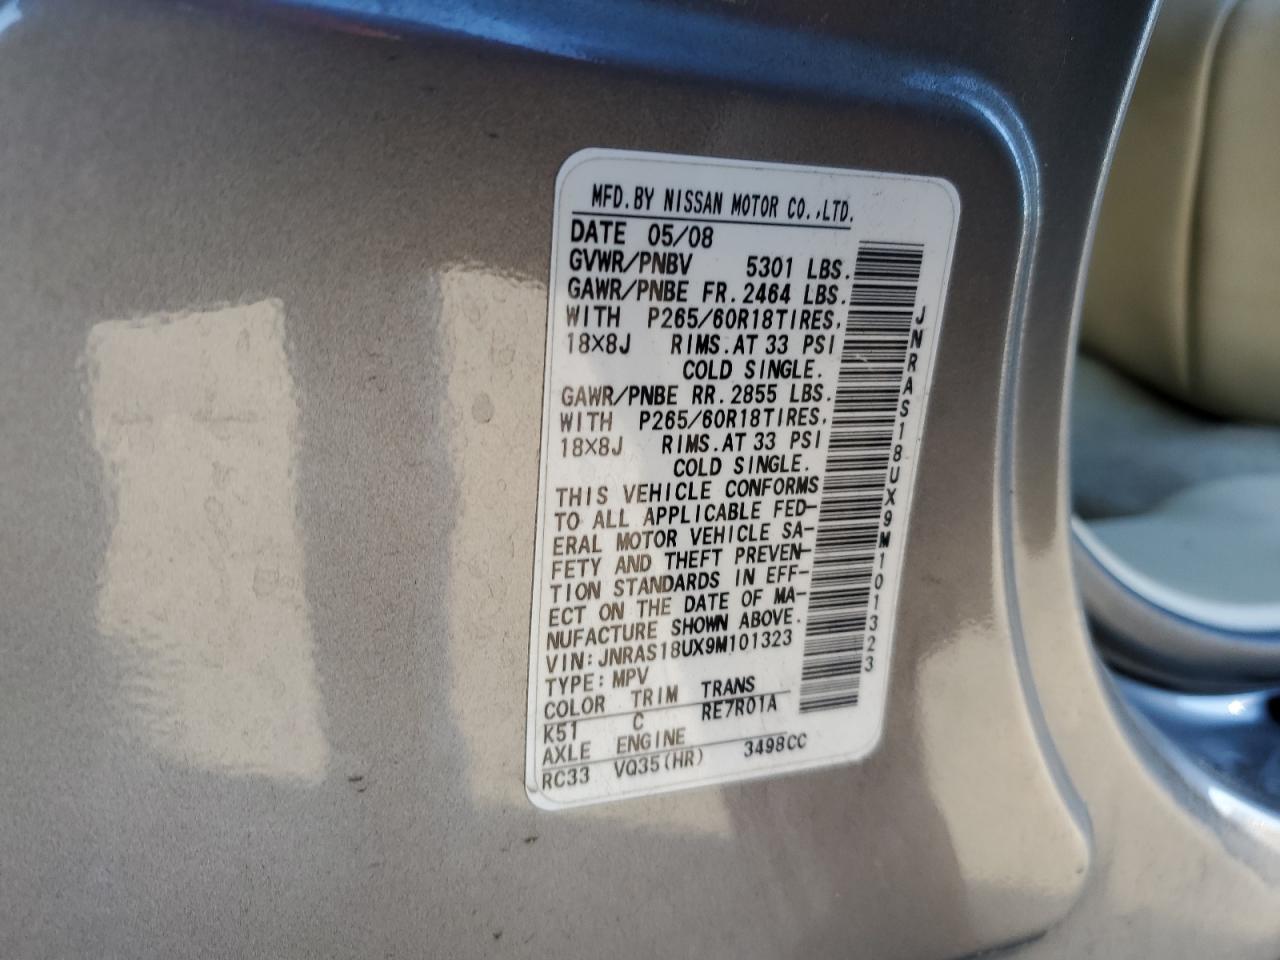 MFD.BY NISSAN MOTOR CO.,LTD.
DATE 05/08
GVWR/PNBV 5301 LBS.
GAWR/PNBE FR.2464 LBS.
WITH P265/60R18TIRES,
18X8J RIMS.AT 33 PSI
COLD SINGLE.
GAWR/PNBE RR.2855 LBS.
WITH P265/60R18TIRES,
18X8J RIMS.AT 33 PSI
COLD SINGLE.
THIS VEHICLE CONFORMS
TO ALL APPLICABLE FED-
ERAL MOTOR VEHICLE SA-
FETY AND THEFT PREVEN-
TION STANDARDS IN EFF-
ECT ON THE DATE OF MA-
NUFACTURE SHOWN ABOVE.
VIN:JNRAS18UX9M101323
TYPE:MPV
COLOR TRIM TRANS
K51 C RE7R01A
AXLE ENGINE
RC33 VQ35(HR) 3498CC
JNRAS18UX9M101323